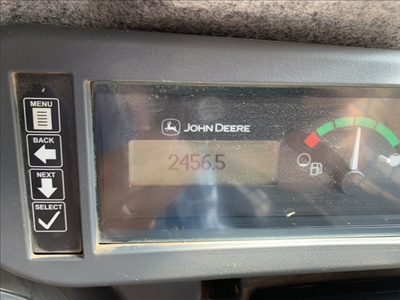 MENU
BACK
NEXT
SELECT
JOHN DEERE
2456.5